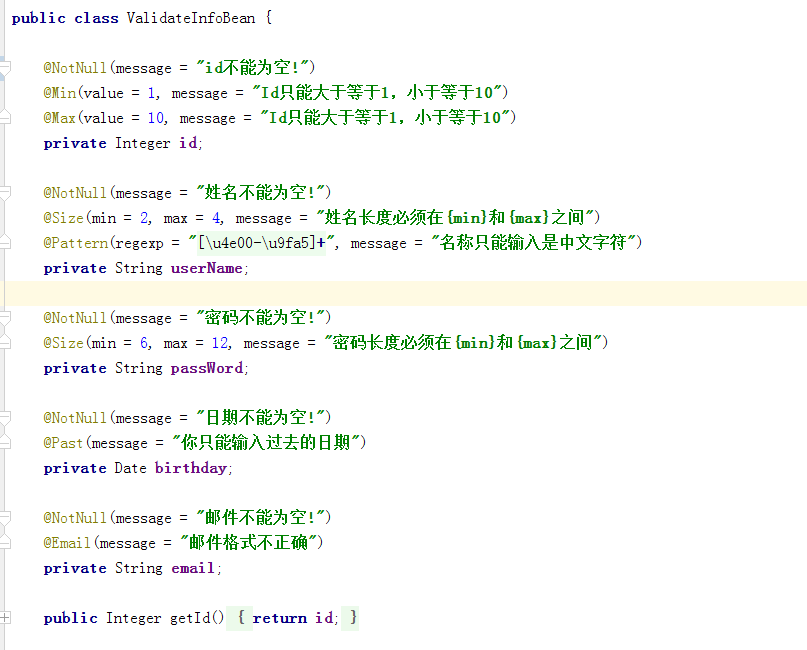 public class ValidateInfoBean {
@NotNull(message = "id不能为空!")
@Min(value = 1, message = "Id只能大于等于1，小于等于10")
@Max(value = 10, message = "Id只能大于等于1，小于等于10")
private Integer id;
@NotNull(message = "姓名不能为空!")
@Size(min = 2, max = 4, message = "姓名长度必须在{min}和{max}之间")
@Pattern(regexp = "[\u4e00-\u9fa5]+", message = "名称只能输入是中文字符")
private String userName;
@NotNull(message = "密码不能为空!")
@Size(min = 6, max = 12, message = "密码长度必须在{min}和{max}之间")
private String passWord;
@NotNull(message = "日期不能为空!")
@Past(message = "你只能输入过去的日期")
private Date birthday;
@NotNull(message = "邮件不能为空!")
@Email(message = "邮件格式不正确")
private String email;
public Integer getId() { return id; }